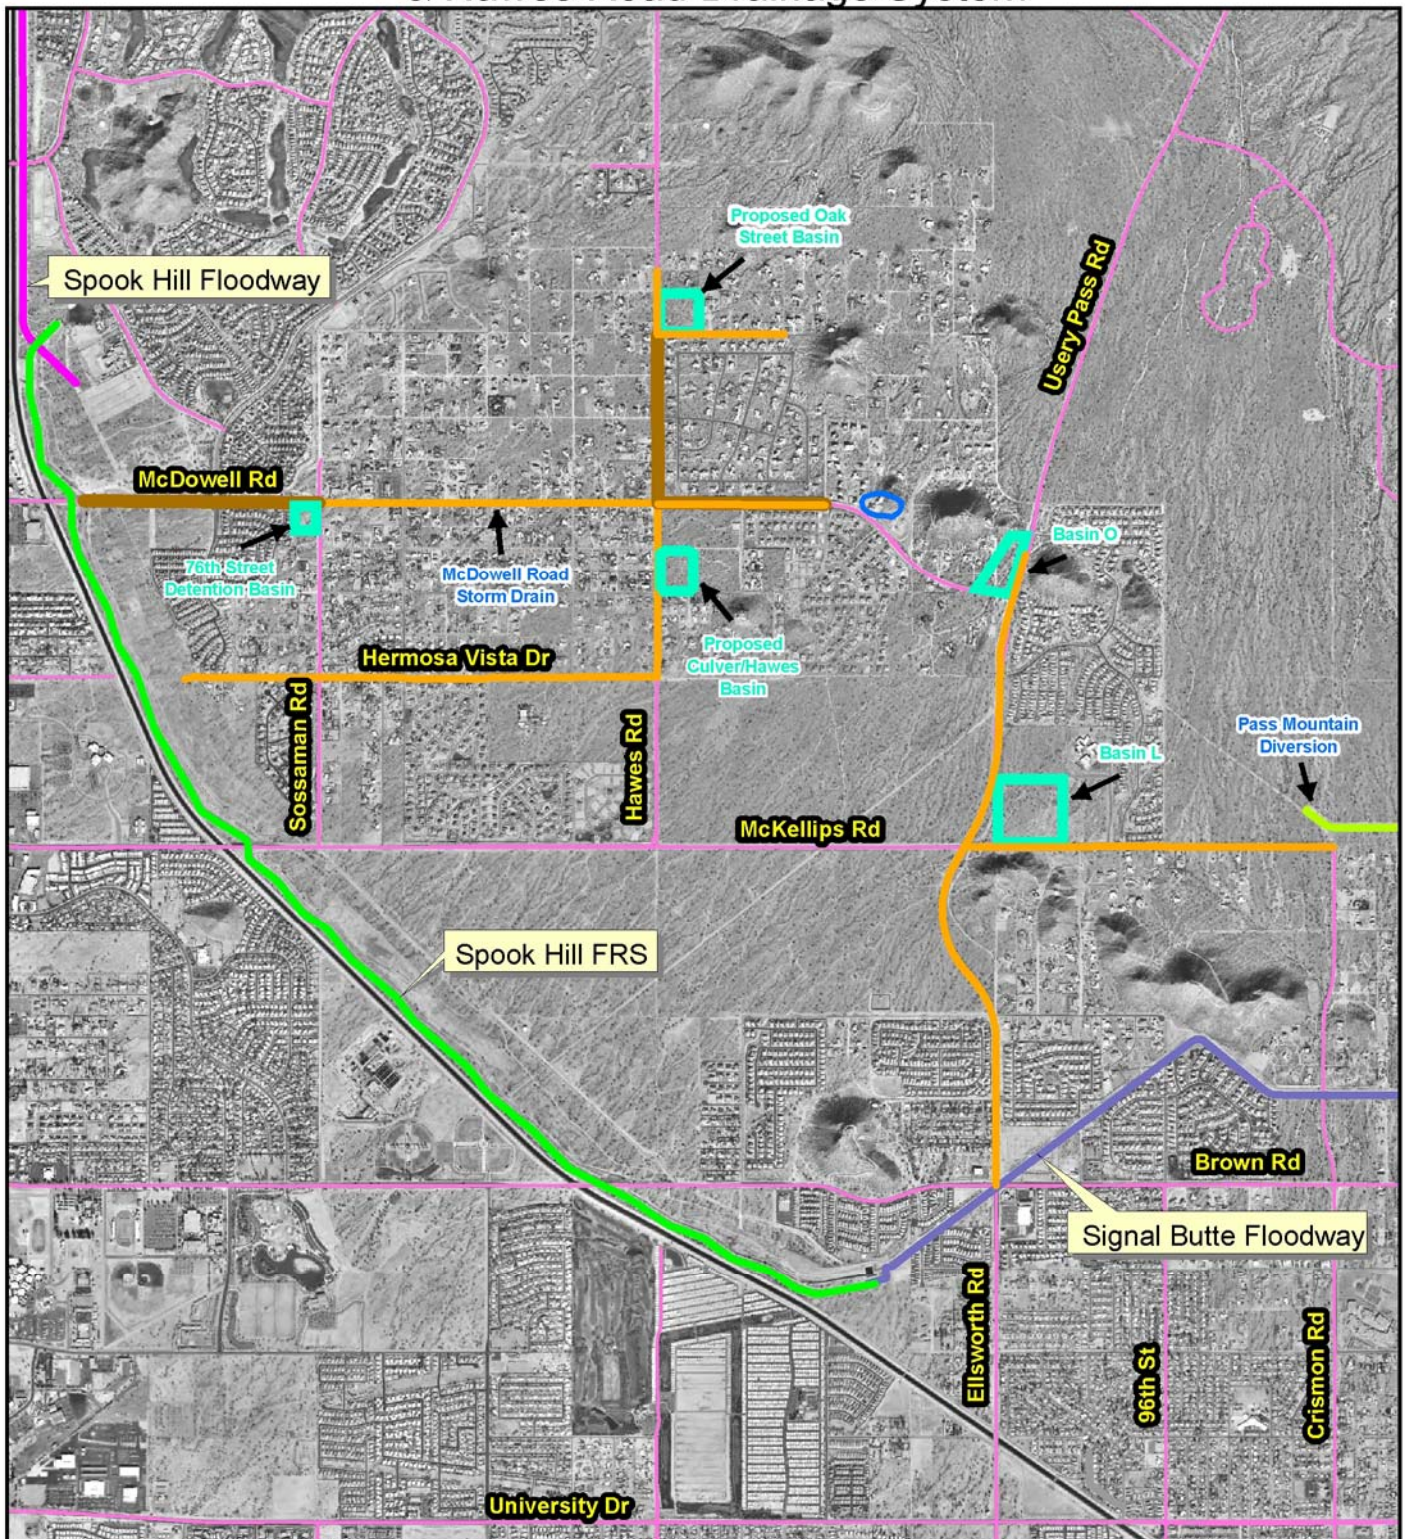 Spook Hill Floodway
Proposed Oak
Street Basin
Usery Pass Rd
McDowell Rd
76th Street
Detention Basin
McDowell Road
Storm Drain
Basin O
Hermosa Vista Dr
Proposed
Culver/Hawes
Basin
Sossaman Rd
Hawes Rd
Basin L
Pass Mountain
Diversion
McKellips Rd
Spook Hill FRS
Brown Rd
Signal Butte Floodway
Ellsworth Rd
96th St
Crismon Rd
University Dr